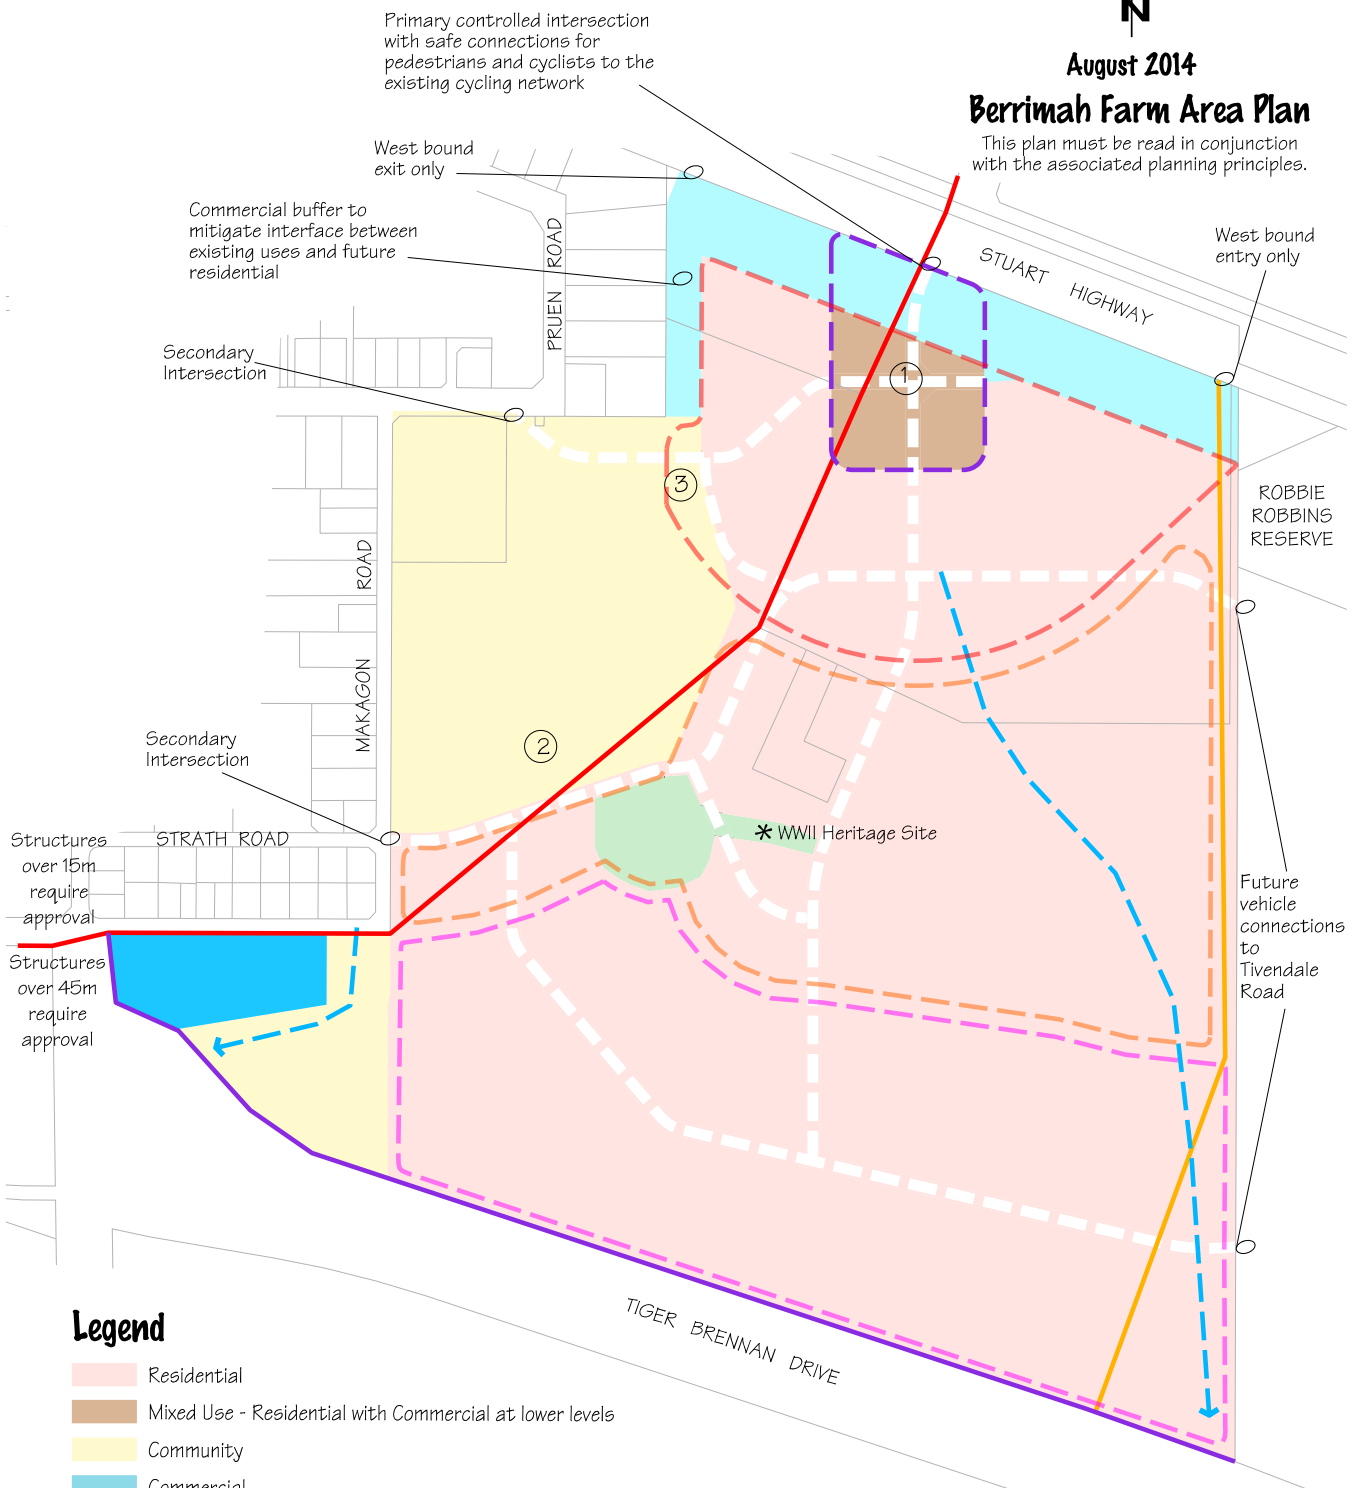 N
August 2014
Berrimah Farm Area Plan
This plan must be read in conjunction
with the associated planning principles.
Primary controlled intersection
with safe connections for
pedestrians and cyclists to the
existing cycling network
West bound
exit only
Commercial buffer to
mitigate interface between
existing uses and future
residential
West bound
entry only
STUART HIGHWAY
PRUEN ROAD
Secondary
Intersection
1
3
ROBBIE
ROBBINS
RESERVE
MAKAGON ROAD
2
Secondary
Intersection
STRATH ROAD
* WWII Heritage Site
Structures
over 15m
require
approval
Structures
over 45m
require
approval
Future
vehicle
connections
to
Tivendale
Road
TIGER BRENNAN DRIVE
Legend
Residential
Mixed Use - Residential with Commercial at lower levels
Community
Commercial